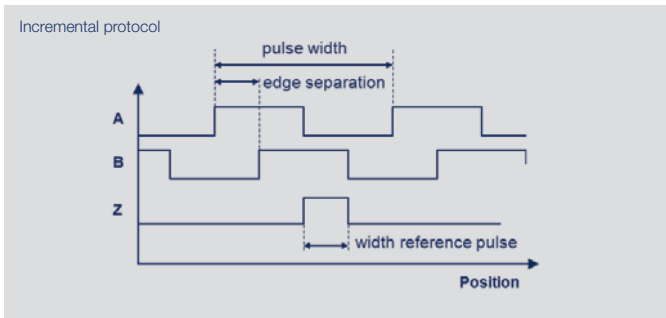 Incremental protocol
pulse width
edge separation
A
B
Z
width reference pulse
Position